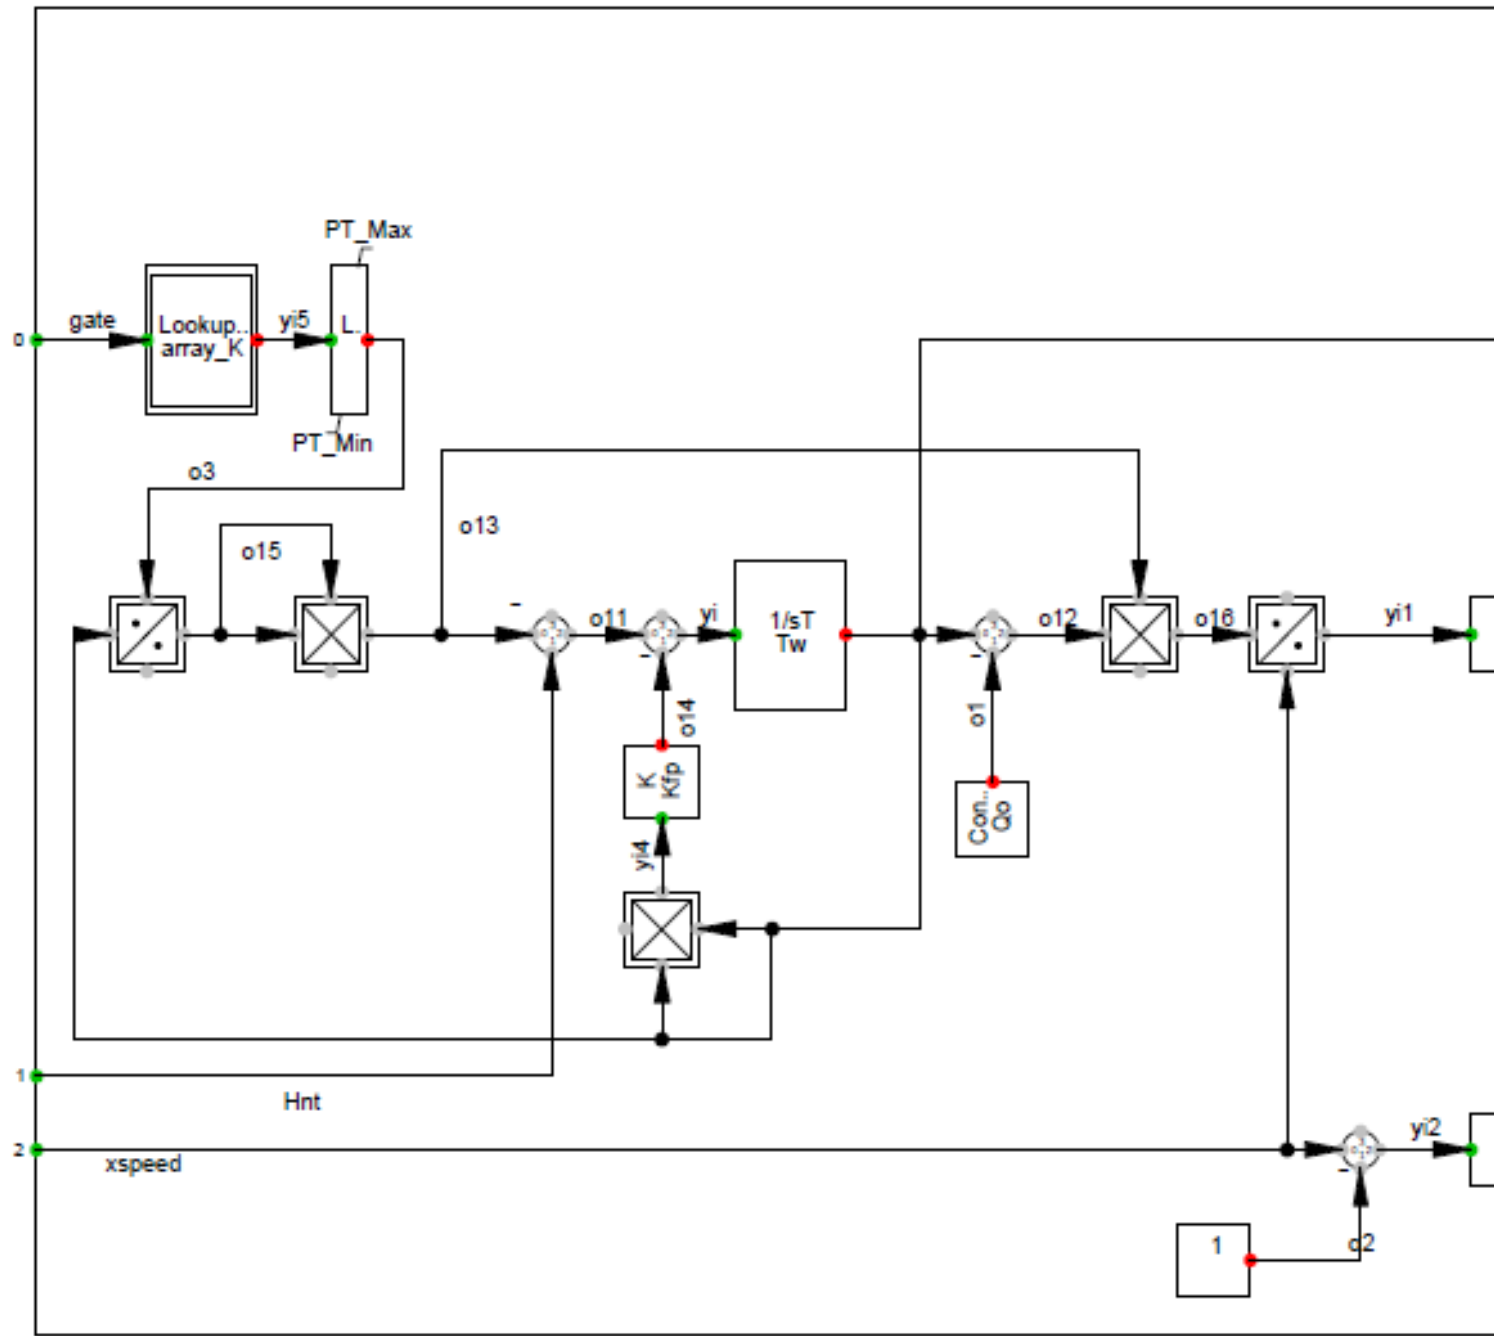 PT_Max
0
gate
Lookup..
array_K
yi5
L.
PT_Min
o3
o13
o15
-
o11
yi
1/sT
Tw
o12
o16
yi1
-
-
o14
o1
K
Kfp
Con..
Qo
yi4
1
Hnt
2
xspeed
yi2
-
1
o2